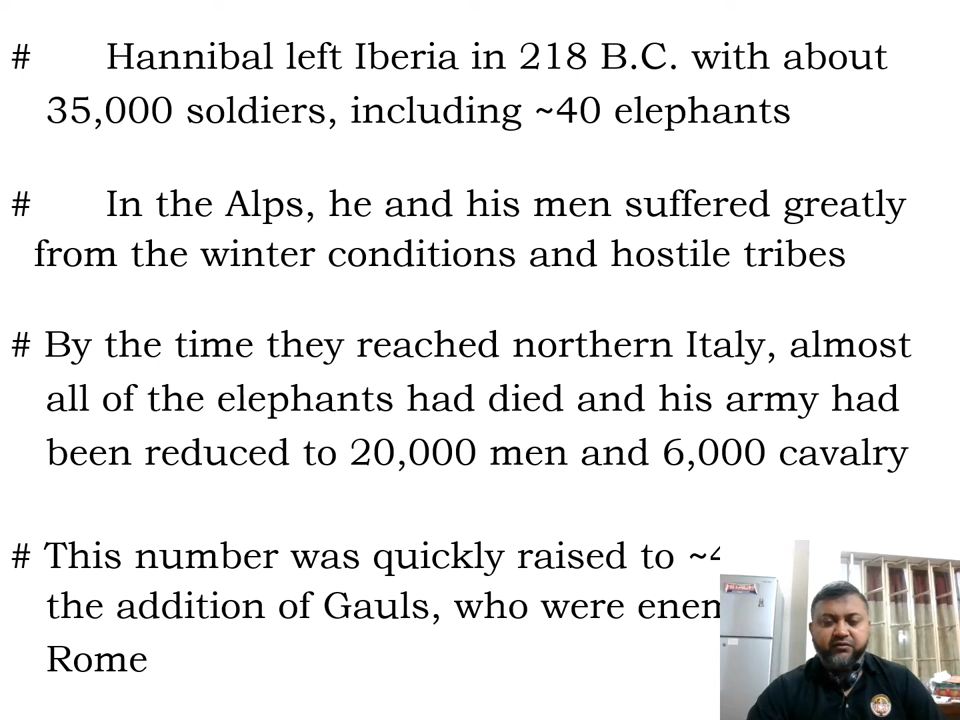 # Hannibal left Iberia in 218 B.C. with about
35,000 soldiers, including ~40 elephants
# In the Alps, he and his men suffered greatly
from the winter conditions and hostile tribes
# By the time they reached northern Italy, almost
all of the elephants had died and his army had
been reduced to 20,000 men and 6,000 cavalry
# This number was quickly raised to
the addition of Gauls, who were
Rome